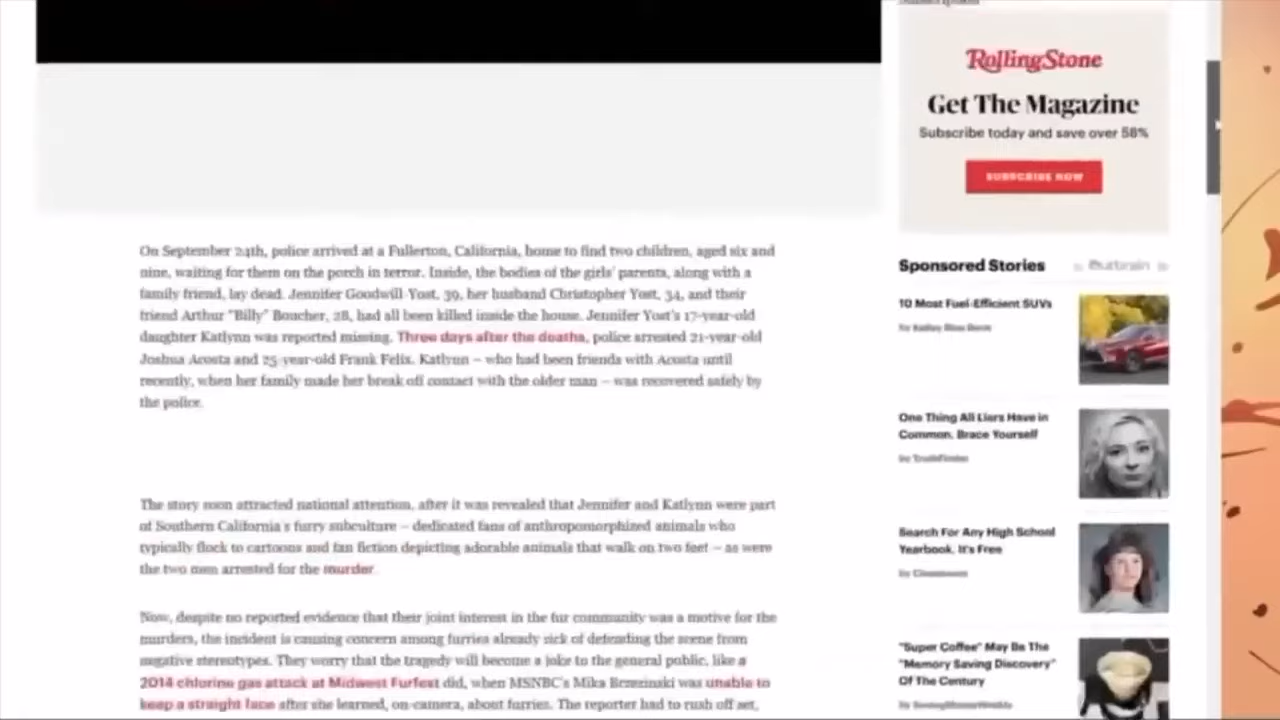 On September 24th, police arrived at a Fullerton, California, home to find two children, aged six and
nine, waiting for them on the porch in terror. Inside, the bodies of the girls' parents, along with a
family friend, lay dead. Jennifer Goodwill Yost, 39, her husband Christopher Yost, 34, and their
friend Arthur "Billy" Boucher, 28, had all been killed inside the house. Jennifer Yost's 17-year-old
daughter Katlynn was reported missing. Three days after the deaths, police arrested 21-year-old
Joshua Acosta and 25-year-old Frank Felix. Katlynn – who had been friends with Acosta until
recently, when her family made her break off contact with the older man – was recovered safely by
the police.
The story soon attracted national attention, after it was revealed that Jennifer and Katlynn were part
of Southern California's furry subculture – dedicated fans of anthropomorphized animals who
typically flock to cartoons and fan fiction depicting adorable animals that walk on two feet – as were
the two men arrested for the murder.
Now, despite no reported evidence that their joint interest in the fur community was a motive for the
murders, the incident is causing concern among furries already sick of defending the scene from
negative stereotypes. They worry that the tragedy will become a joke to the general public, like a
2014 chlorine gas attack at Midwest Furfest did, when MSNBC's Mika Brzezinski was unable to
keep a straight face after she learned, on-camera, about furries. The reporter had to rush off set,
RollingStone
Get The Magazine
Subscribe today and save over 58%
SUBSCRIBE NOW
Sponsored Stories
Outbrain
10 Most Fuel-Efficient SUVs
by Kelley Blue Book
One Thing All Liers Have in
Common, Brace Yourself
by TruthFinder
Search For Any High School
Yearbook, It's Free
by Classmates
"Super Coffee" May Be The
"Memory Saving Discovery"
Of The Century